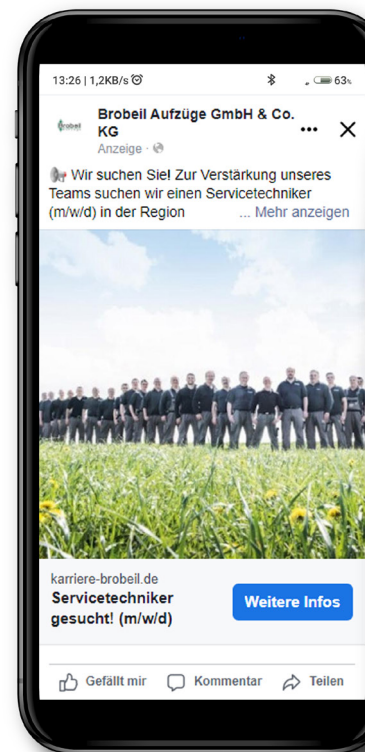 13:26 | 1,2KB/s
63%
Brobeil
Brobeil Aufzüge GmbH & Co.
KG
Anzeige ·
Wir suchen Sie! Zur Verstärkung unseres
Teams suchen wir einen Servicetechniker
(m/w/d) in der Region ... Mehr anzeigen
karriere-brobeil.de
Servicetechniker
gesucht! (m/w/d)
Weitere Infos
Gefällt mir
Kommentar
Teilen